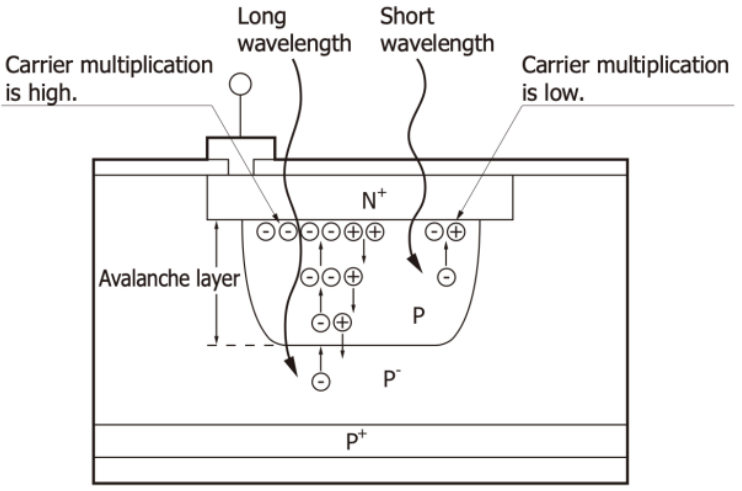 Long
wavelength
Short
wavelength
Carrier multiplication
is high.
Carrier multiplication
is low.
N⁺
- - - - + +
- +
- - +
-
Avalanche layer
P
- +
-
P⁻
P⁺